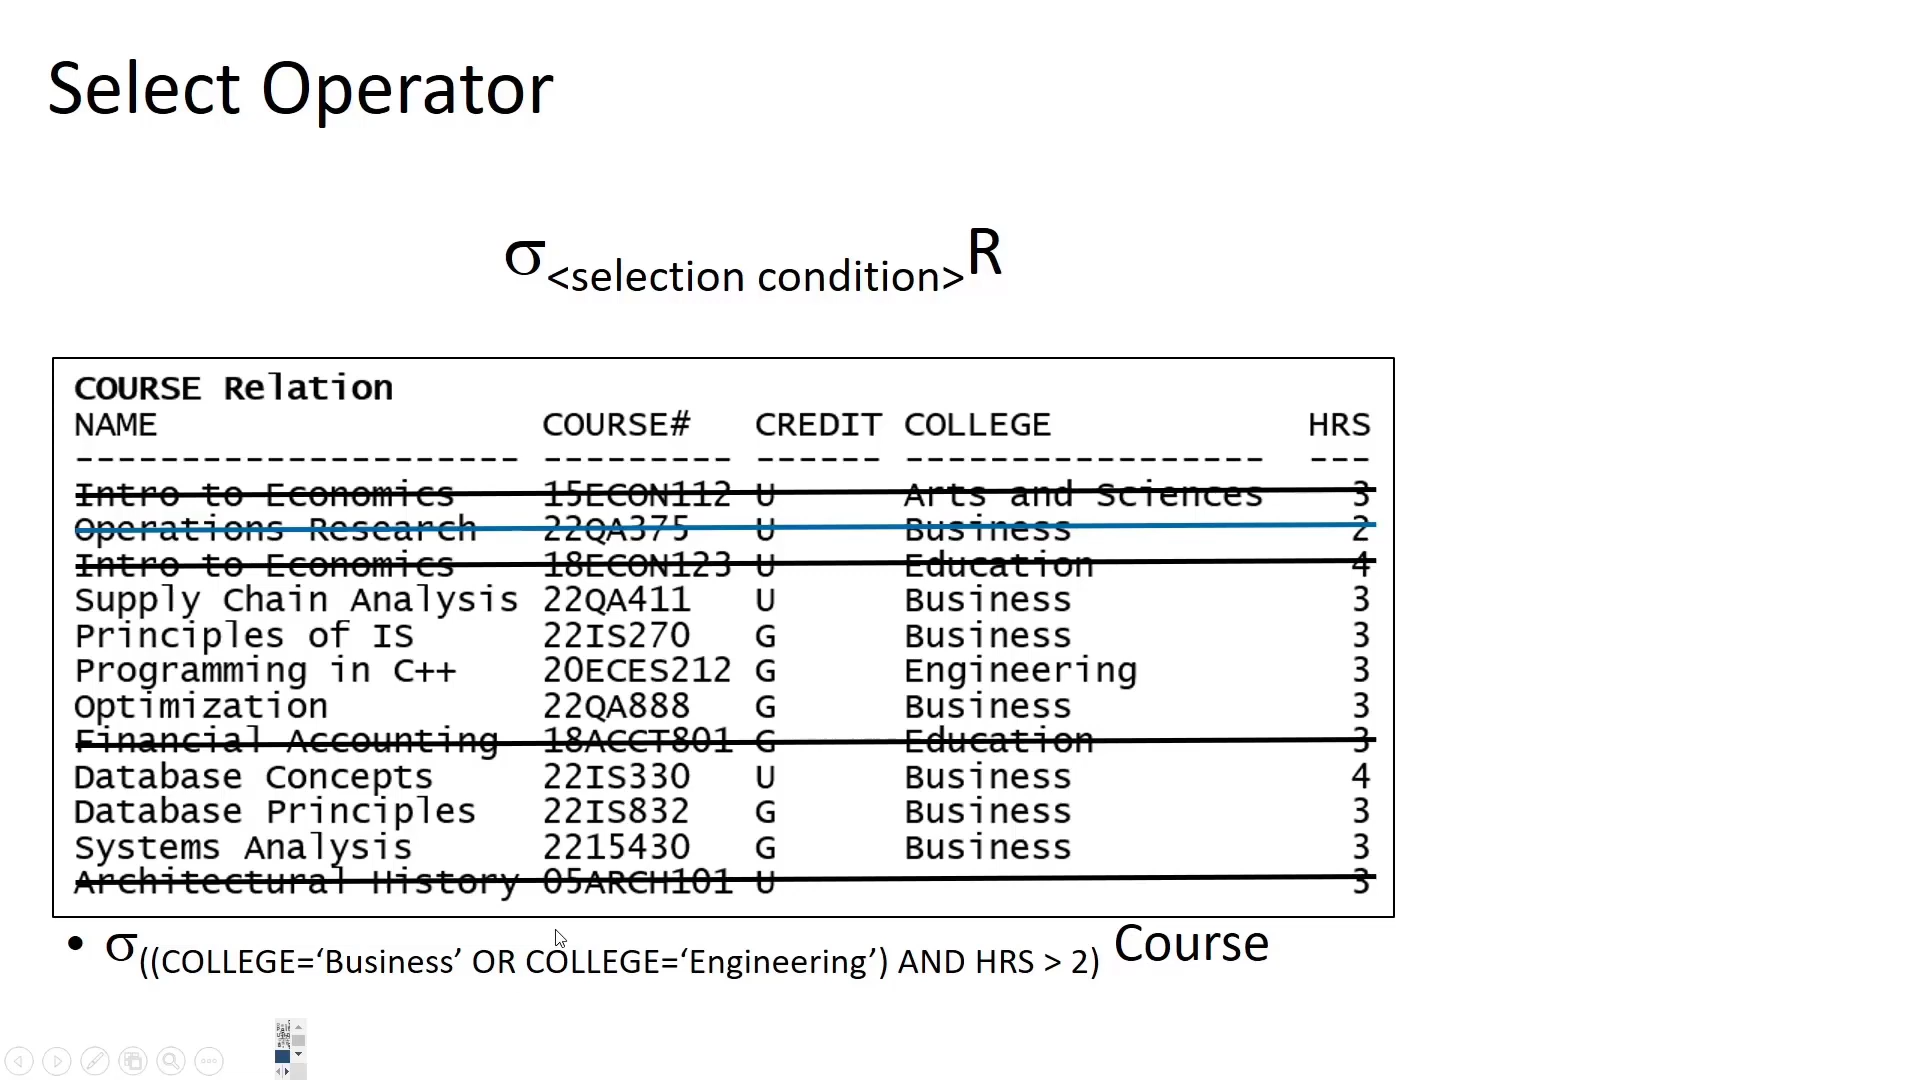 Select Operator
σ<selection condition>R
COURSE Relation
NAME COURSE# CREDIT COLLEGE HRS
--------------------- --------- ------ ----------------- ---
Intro to Economics 15ECON112 U Arts and Sciences 3
Operations Research 22QA375 U Business 2
Intro to Economics 18ECON123 U Education 4
Supply Chain Analysis 22QA411 U Business 3
Principles of IS 22IS270 G Business 3
Programming in C++ 20ECES212 G Engineering 3
Optimization 22QA888 G Business 3
Financial Accounting 18ACCT801 G Education 3
Database Concepts 22IS330 U Business 4
Database Principles 22IS832 G Business 3
Systems Analysis 2215430 G Business 3
Architectural History 05ARCH101 U 3
• σ((COLLEGE=‘Business’ OR COLLEGE=‘Engineering’) AND HRS > 2) Course